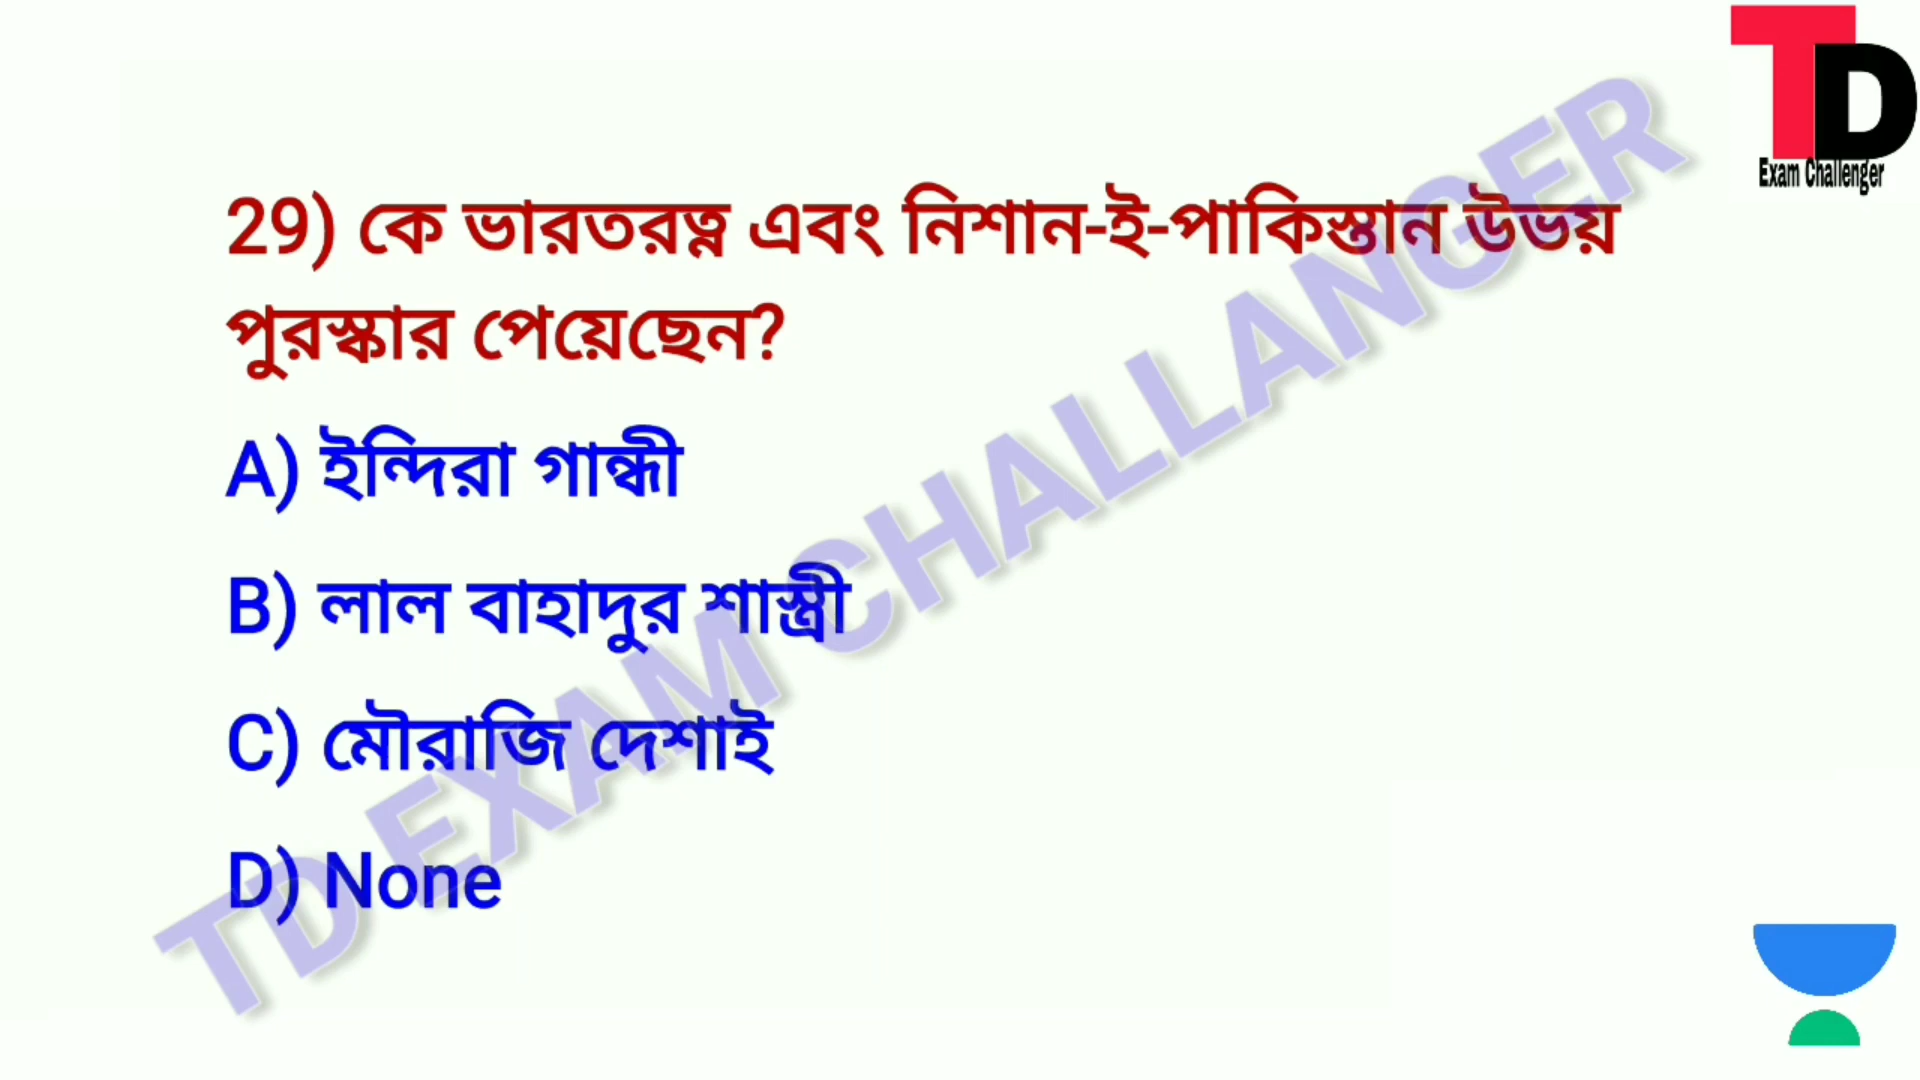 TD
Exam Challenger
29) কে ভারতরত্ন এবং নিশান-ই-পাকিস্তান উভয়
পুরস্কার পেয়েছেন?
A) ইন্দিরা গান্ধী
B) লাল বাহাদুর শাস্ত্রী
C) মৌরাজি দেশাই
D) None
TD EXAM CHALLANGER